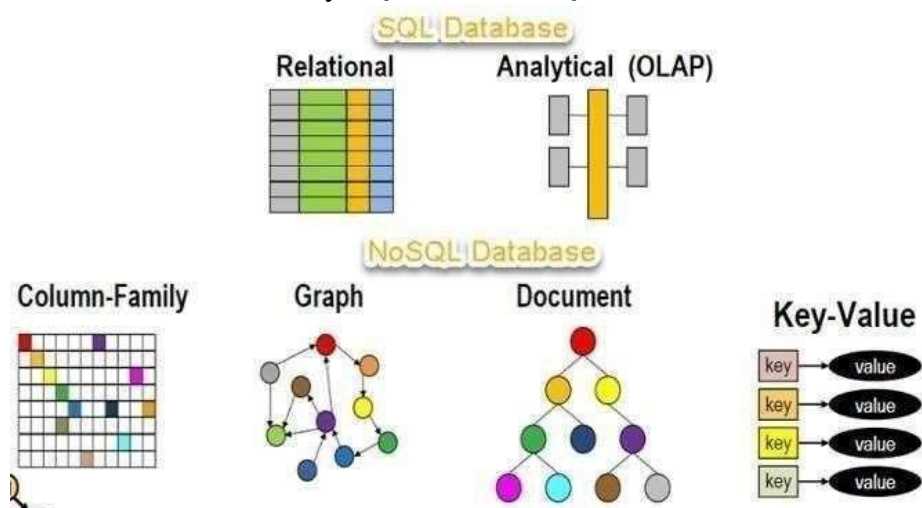 SQL Database
Relational
Analytical (OLAP)
NoSQL Database
Column-Family
Graph
Document
Key-Value
key
value
key
value
key
value
key
value